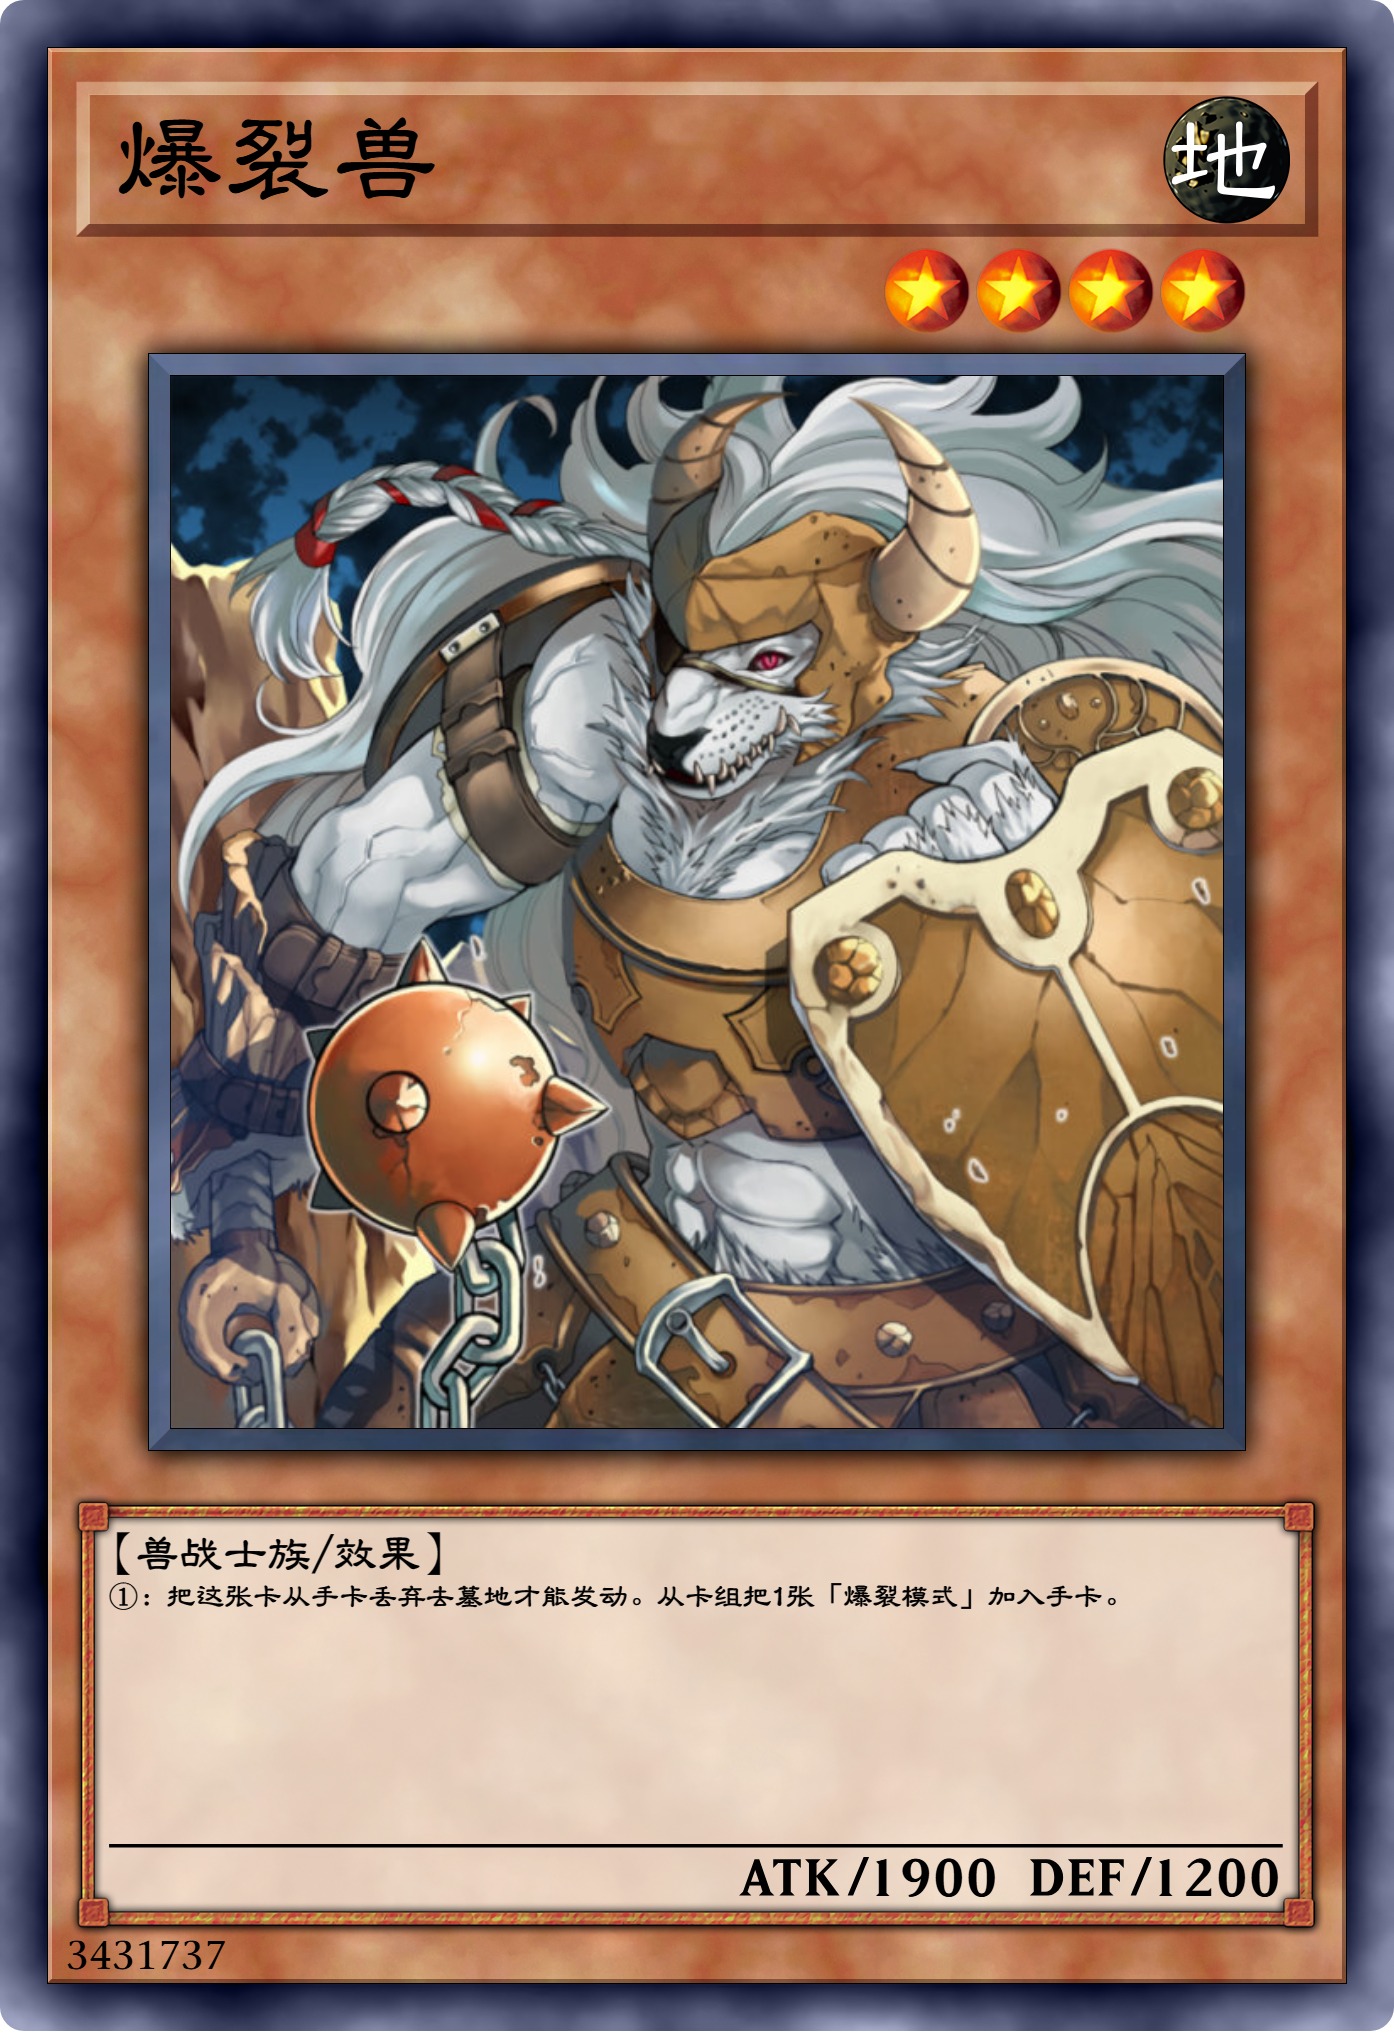 爆裂兽
地
【兽战士族/效果】
①：把这张卡从手卡丢弃去墓地才能发动。从卡组把1张「爆裂模式」加入手卡。
ATK/1900 DEF/1200
3431737